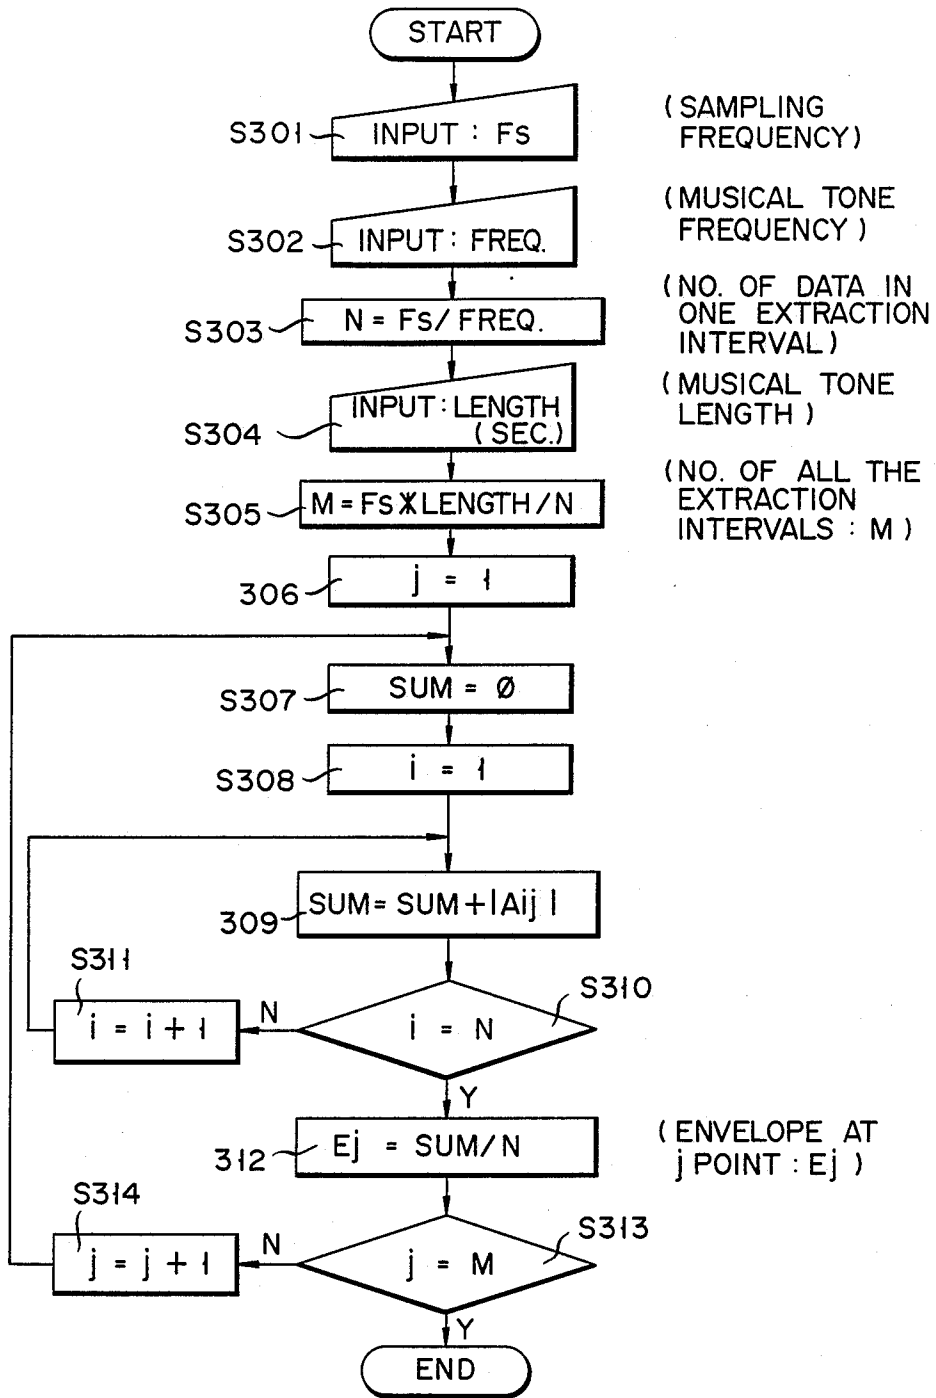 START
S301
INPUT : Fs
(SAMPLING
FREQUENCY)
S302
INPUT : FREQ.
(MUSICAL TONE
FREQUENCY)
S303
N = Fs / FREQ.
(NO. OF DATA IN
ONE EXTRACTION
INTERVAL)
S304
INPUT : LENGTH
(SEC.)
(MUSICAL TONE
LENGTH)
S305
M = Fs * LENGTH / N
(NO. OF ALL THE
EXTRACTION
INTERVALS : M)
306
j = 1
S307
SUM = Ø
S308
i = 1
309
SUM = SUM + |Aij|
S310
i = N
N
S311
i = i + 1
Y
312
Ej = SUM / N
(ENVELOPE AT
j POINT : Ej)
S313
j = M
N
S314
j = j + 1
Y
END